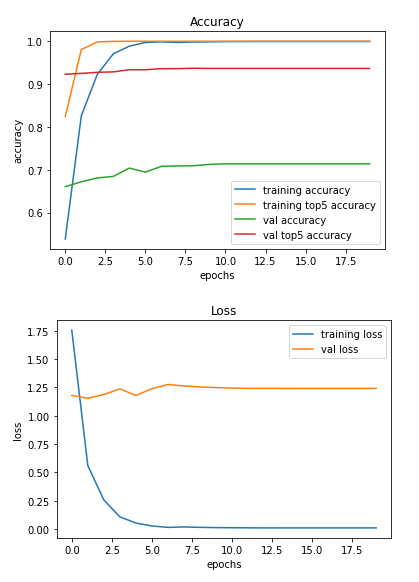 Accuracy
1.0
0.9
0.8
0.7
0.6
accuracy
training accuracy
training top5 accuracy
val accuracy
val top5 accuracy
0.0 2.5 5.0 7.5 10.0 12.5 15.0 17.5
epochs
Loss
1.75
1.50
1.25
1.00
0.75
0.50
0.25
0.00
loss
training loss
val loss
0.0 2.5 5.0 7.5 10.0 12.5 15.0 17.5
epochs